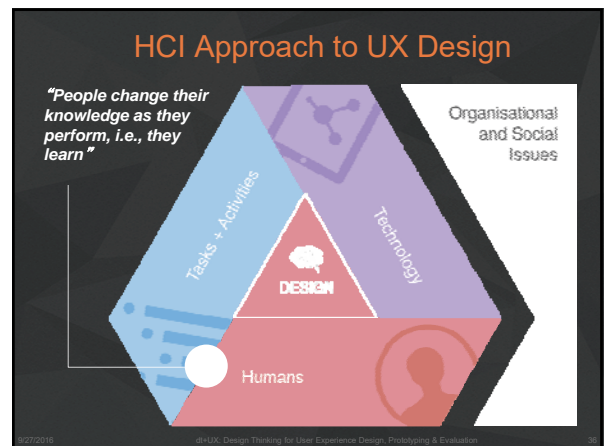 HCI Approach to UX Design
“People change their
knowledge as they
perform, i.e., they
learn”
Organisational
and Social
Issues
Tasks + Activities
Technology
DESIGN
Humans
9/27/2016
dI+UX: Design Thinking for User Experience Design, Prototyping & Evaluation
36